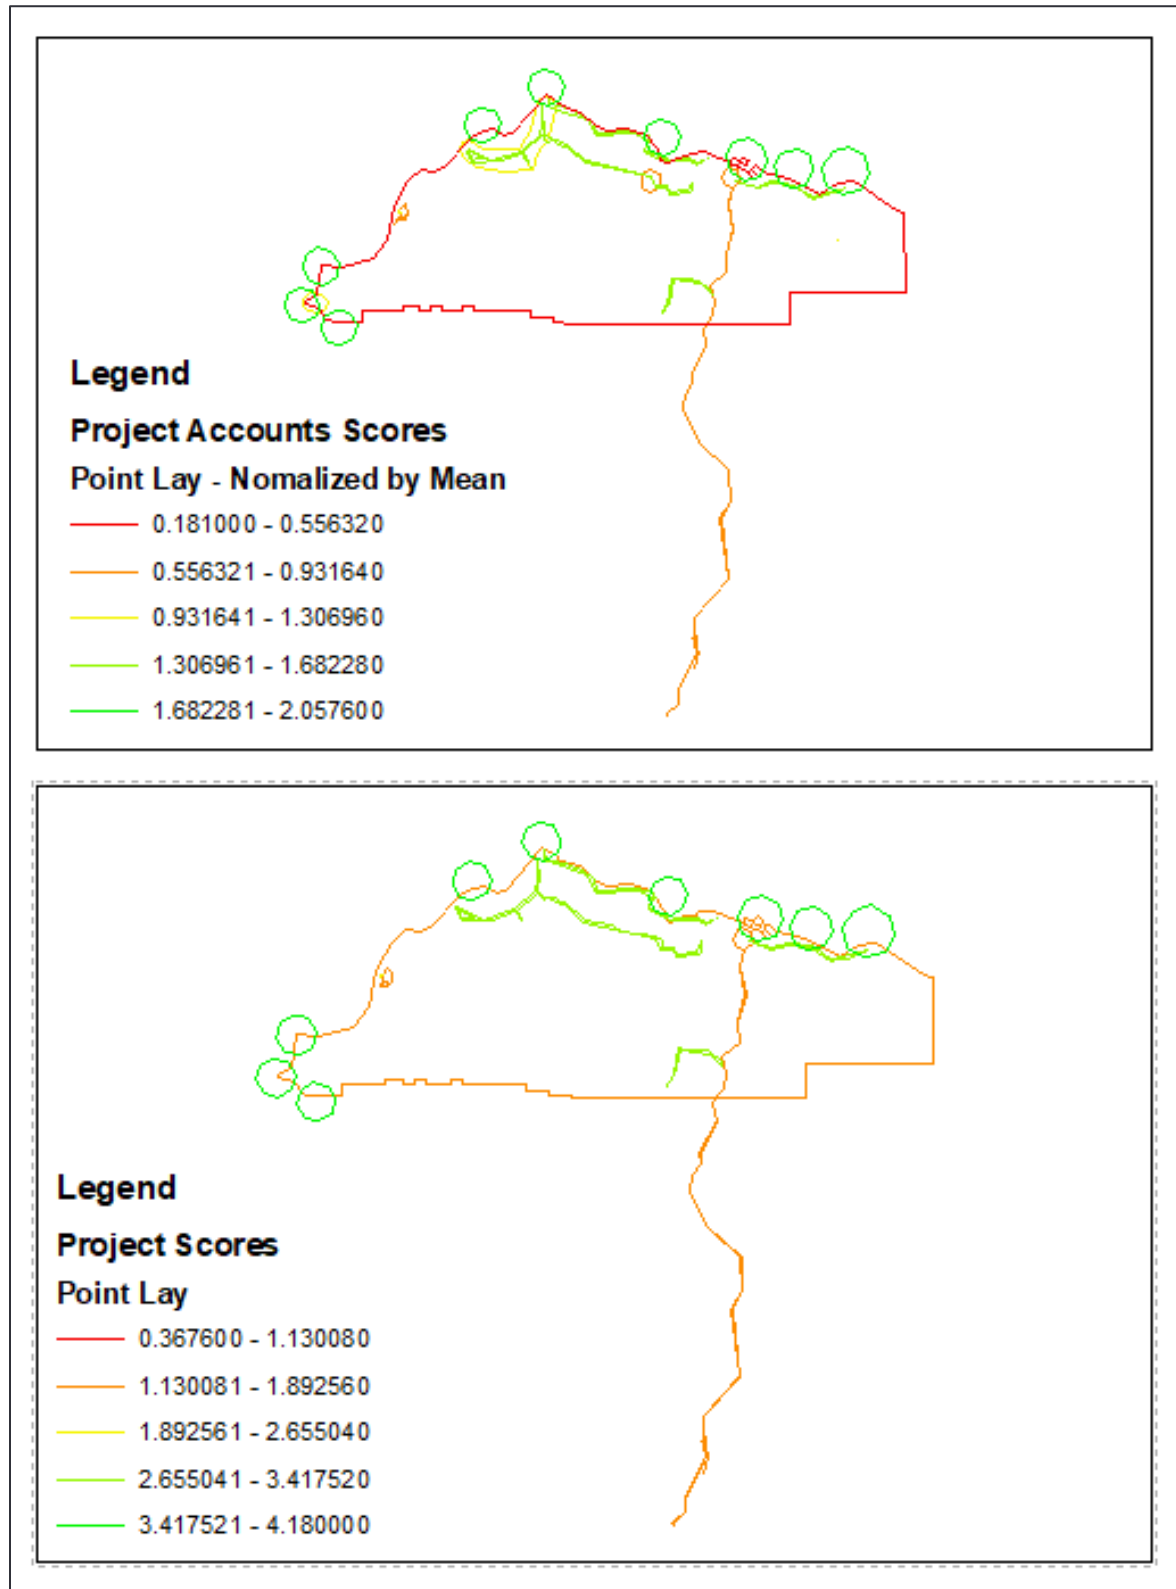 Legend
Project Accounts Scores
Point Lay - Nomalized by Mean
0.181000 - 0.556320
0.556321 - 0.931640
0.931641 - 1.306960
1.306961 - 1.682280
1.682281 - 2.057600
Legend
Project Scores
Point Lay
0.367600 - 1.130080
1.130081 - 1.892560
1.892561 - 2.655040
2.655041 - 3.417520
3.417521 - 4.180000